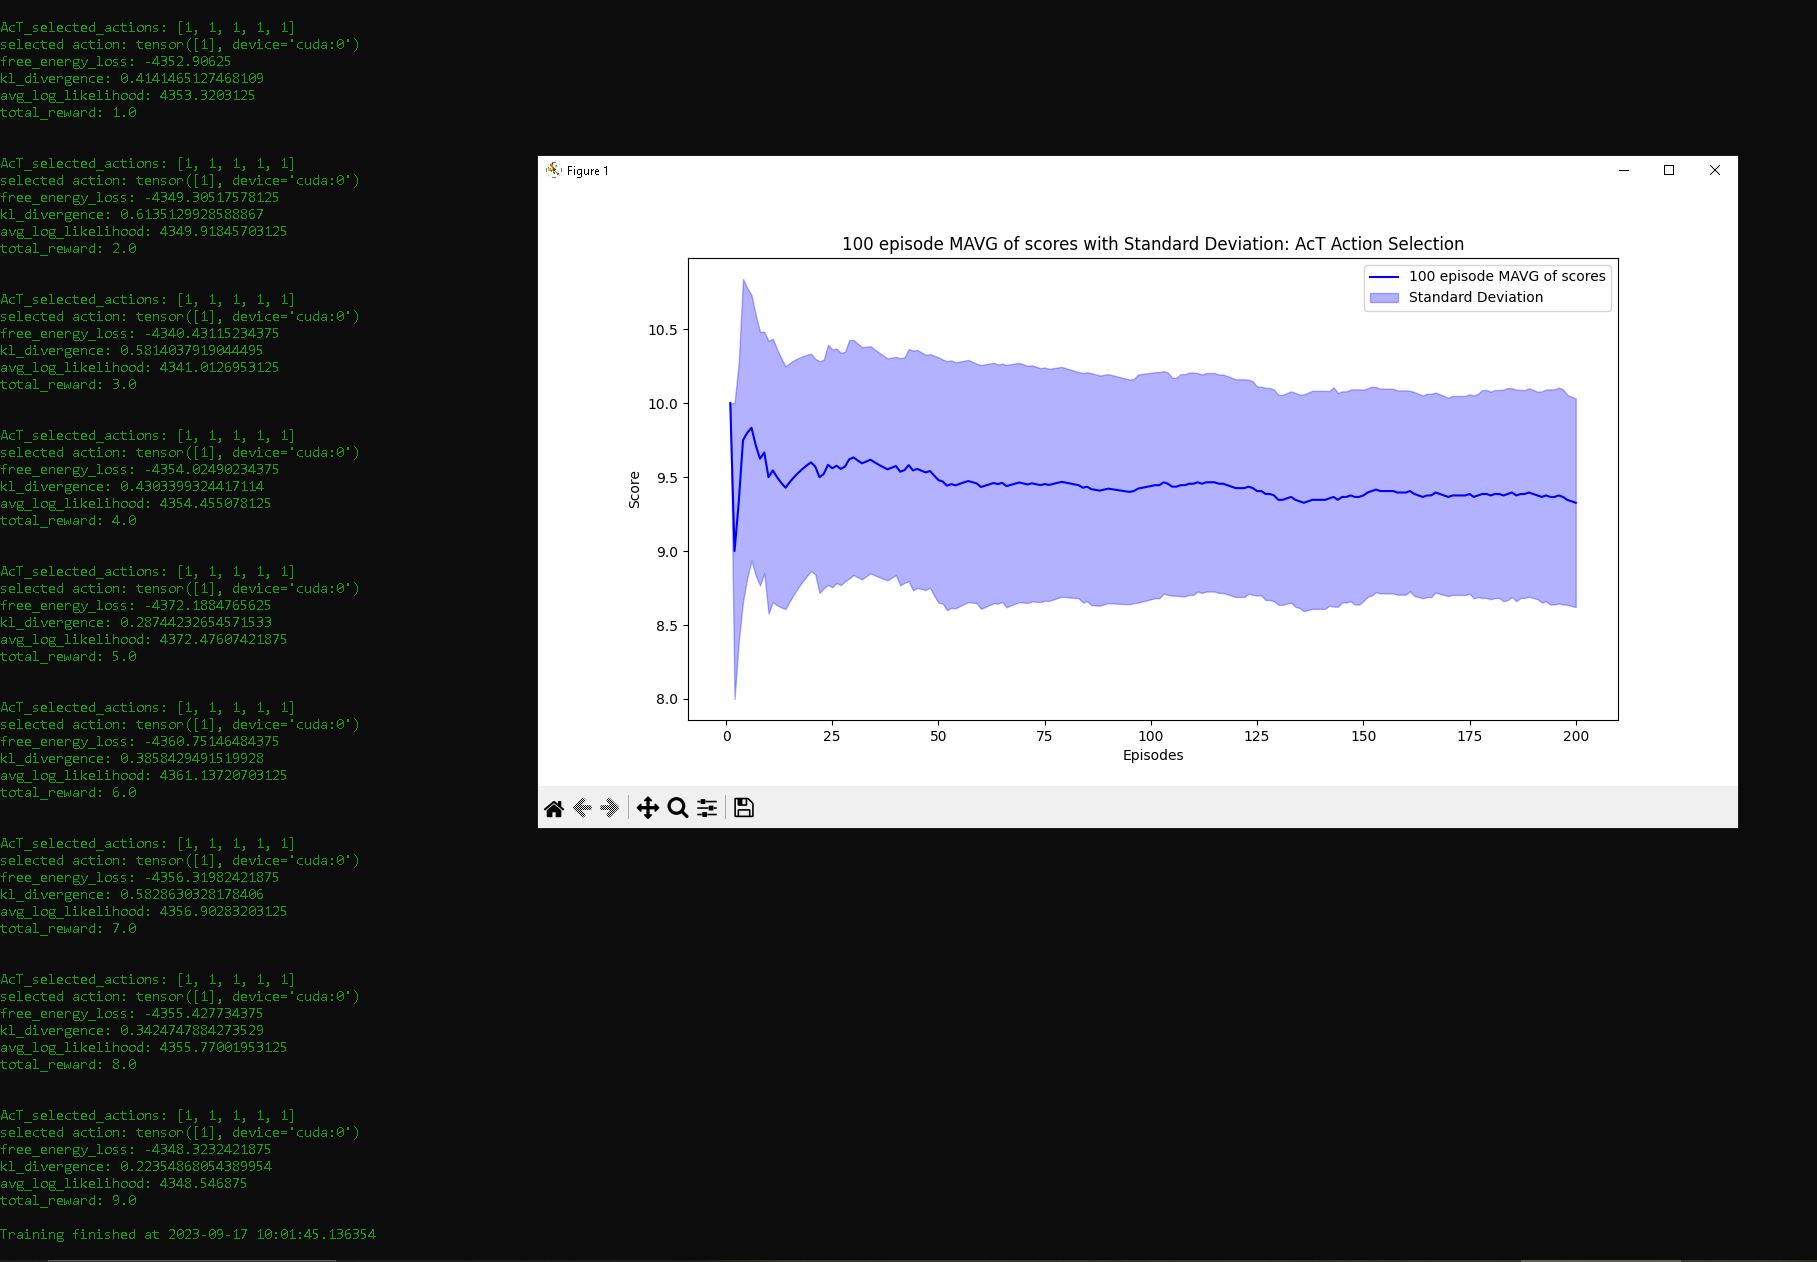 AcT_selected_actions: [1, 1, 1, 1, 1]
selected action: tensor([1], device='cuda:0')
free_energy_loss: -4352.90625
kl_divergence: 0.4141465127468109
avg_log_likelihood: 4353.3203125
total_reward: 1.0
AcT_selected_actions: [1, 1, 1, 1, 1]
selected action: tensor([1], device='cuda:0')
free_energy_loss: -4349.30517578125
kl_divergence: 0.6135129928588867
avg_log_likelihood: 4349.91845703125
total_reward: 2.0
AcT_selected_actions: [1, 1, 1, 1, 1]
selected action: tensor([1], device='cuda:0')
free_energy_loss: -4340.43115234375
kl_divergence: 0.5814037919044495
avg_log_likelihood: 4341.0126953125
total_reward: 3.0
AcT_selected_actions: [1, 1, 1, 1, 1]
selected action: tensor([1], device='cuda:0')
free_energy_loss: -4354.02490234375
kl_divergence: 0.4303399324417114
avg_log_likelihood: 4354.455078125
total_reward: 4.0
AcT_selected_actions: [1, 1, 1, 1, 1]
selected action: tensor([1], device='cuda:0')
free_energy_loss: -4372.1884765625
kl_divergence: 0.28744232654571533
avg_log_likelihood: 4372.47607421875
total_reward: 5.0
AcT_selected_actions: [1, 1, 1, 1, 1]
selected action: tensor([1], device='cuda:0')
free_energy_loss: -4360.75146484375
kl_divergence: 0.3858429491519928
avg_log_likelihood: 4361.13720703125
total_reward: 6.0
AcT_selected_actions: [1, 1, 1, 1, 1]
selected action: tensor([1], device='cuda:0')
free_energy_loss: -4356.31982421875
kl_divergence: 0.5828630328178406
avg_log_likelihood: 4356.90283203125
total_reward: 7.0
AcT_selected_actions: [1, 1, 1, 1, 1]
selected action: tensor([1], device='cuda:0')
free_energy_loss: -4355.427734375
kl_divergence: 0.3424747884273529
avg_log_likelihood: 4355.77001953125
total_reward: 8.0
AcT_selected_actions: [1, 1, 1, 1, 1]
selected action: tensor([1], device='cuda:0')
free_energy_loss: -4348.3232421875
kl_divergence: 0.22354868054389954
avg_log_likelihood: 4348.546875
total_reward: 9.0
Training finished at 2023-09-17 10:01:45.136354
Figure 1
100 episode MAVG of scores with Standard Deviation: AcT Action Selection
100 episode MAVG of scores
Standard Deviation
Score
10.5
10.0
9.5
9.0
8.5
8.0
0 25 50 75 100 125 150 175 200
Episodes